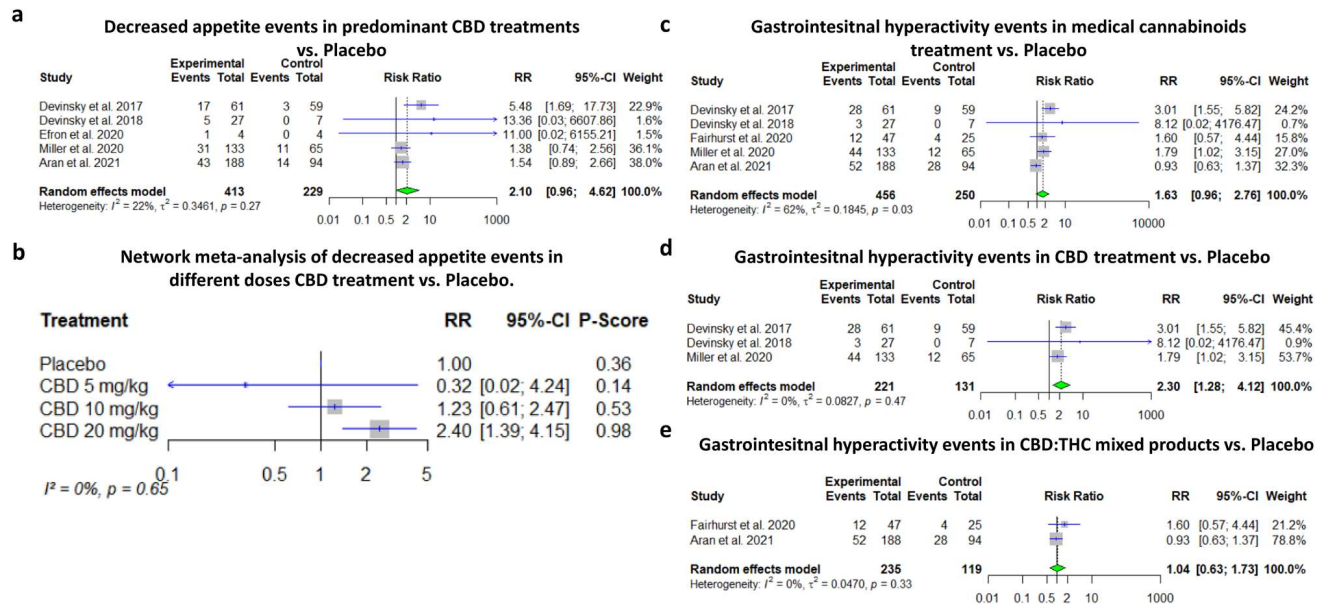 a
Decreased appetite events in predominant CBD treatments
vs. Placebo
Experimental Control
Study Events Total Events Total Risk Ratio RR 95%-CI Weight
Devinsky et al. 2017 17 61 3 59 5.48 [1.69; 17.73] 22.9%
Devinsky et al. 2018 5 27 0 7 13.36 [0.03; 6607.86] 1.6%
Efron et al. 2020 1 4 0 4 11.00 [0.02; 6155.21] 1.5%
Miller et al. 2020 31 133 11 65 1.38 [0.74; 2.56] 36.1%
Aran et al. 2021 43 188 14 94 1.54 [0.89; 2.66] 38.0%
Random effects model 413 229 2.10 [0.96; 4.62] 100.0%
Heterogeneity: I² = 22%, τ² = 0.3461, p = 0.27
0.01 0.1 0.5 1 2 10 1000
b
Network meta-analysis of decreased appetite events in
different doses CBD treatment vs. Placebo.
Treatment RR 95%-CI P-Score
Placebo 1.00 0.36
CBD 5 mg/kg 0.32 [0.02; 4.24] 0.14
CBD 10 mg/kg 1.23 [0.61; 2.47] 0.53
CBD 20 mg/kg 2.40 [1.39; 4.15] 0.98
0.1 0.5 1 2 5
I² = 0%, p = 0.65
c
Gastrointesitnal hyperactivity events in medical cannabinoids
treatment vs. Placebo
Experimental Control
Study Events Total Events Total Risk Ratio RR 95%-CI Weight
Devinsky et al. 2017 28 61 9 59 3.01 [1.55; 5.82] 24.2%
Devinsky et al. 2018 3 27 0 7 8.12 [0.02; 4176.47] 0.7%
Fairhurst et al. 2020 12 47 4 25 1.60 [0.57; 4.44] 15.8%
Miller et al. 2020 44 133 12 65 1.79 [1.02; 3.15] 27.0%
Aran et al. 2021 52 188 28 94 0.93 [0.63; 1.37] 32.3%
Random effects model 456 250 1.63 [0.96; 2.76] 100.0%
Heterogeneity: I² = 62%, τ² = 0.1845, p = 0.03
0.01 0.1 0.5 1 2 10 1000
d
Gastrointesitnal hyperactivity events in CBD treatment vs. Placebo
Experimental Control
Study Events Total Events Total Risk Ratio RR 95%-CI Weight
Devinsky et al. 2017 28 61 9 59 3.01 [1.55; 5.82] 45.4%
Devinsky et al. 2018 3 27 0 7 8.12 [0.02; 4176.47] 0.9%
Miller et al. 2020 44 133 12 65 1.79 [1.02; 3.15] 53.7%
Random effects model 221 131 2.30 [1.28; 4.12] 100.0%
Heterogeneity: I² = 0%, τ² = 0.0827, p = 0.47
0.01 0.1 0.5 1 2 10 1000
e
Gastrointesitnal hyperactivity events in CBD:THC mixed products vs. Placebo
Experimental Control
Study Events Total Events Total Risk Ratio RR 95%-CI Weight
Fairhurst et al. 2020 12 47 4 25 1.60 [0.57; 4.44] 21.2%
Aran et al. 2021 52 188 28 94 0.93 [0.63; 1.37] 78.8%
Random effects model 235 119 1.04 [0.63; 1.73] 100.0%
Heterogeneity: I² = 0%, τ² = 0.0470, p = 0.33
0.01 0.1 0.5 1 2 10 1000